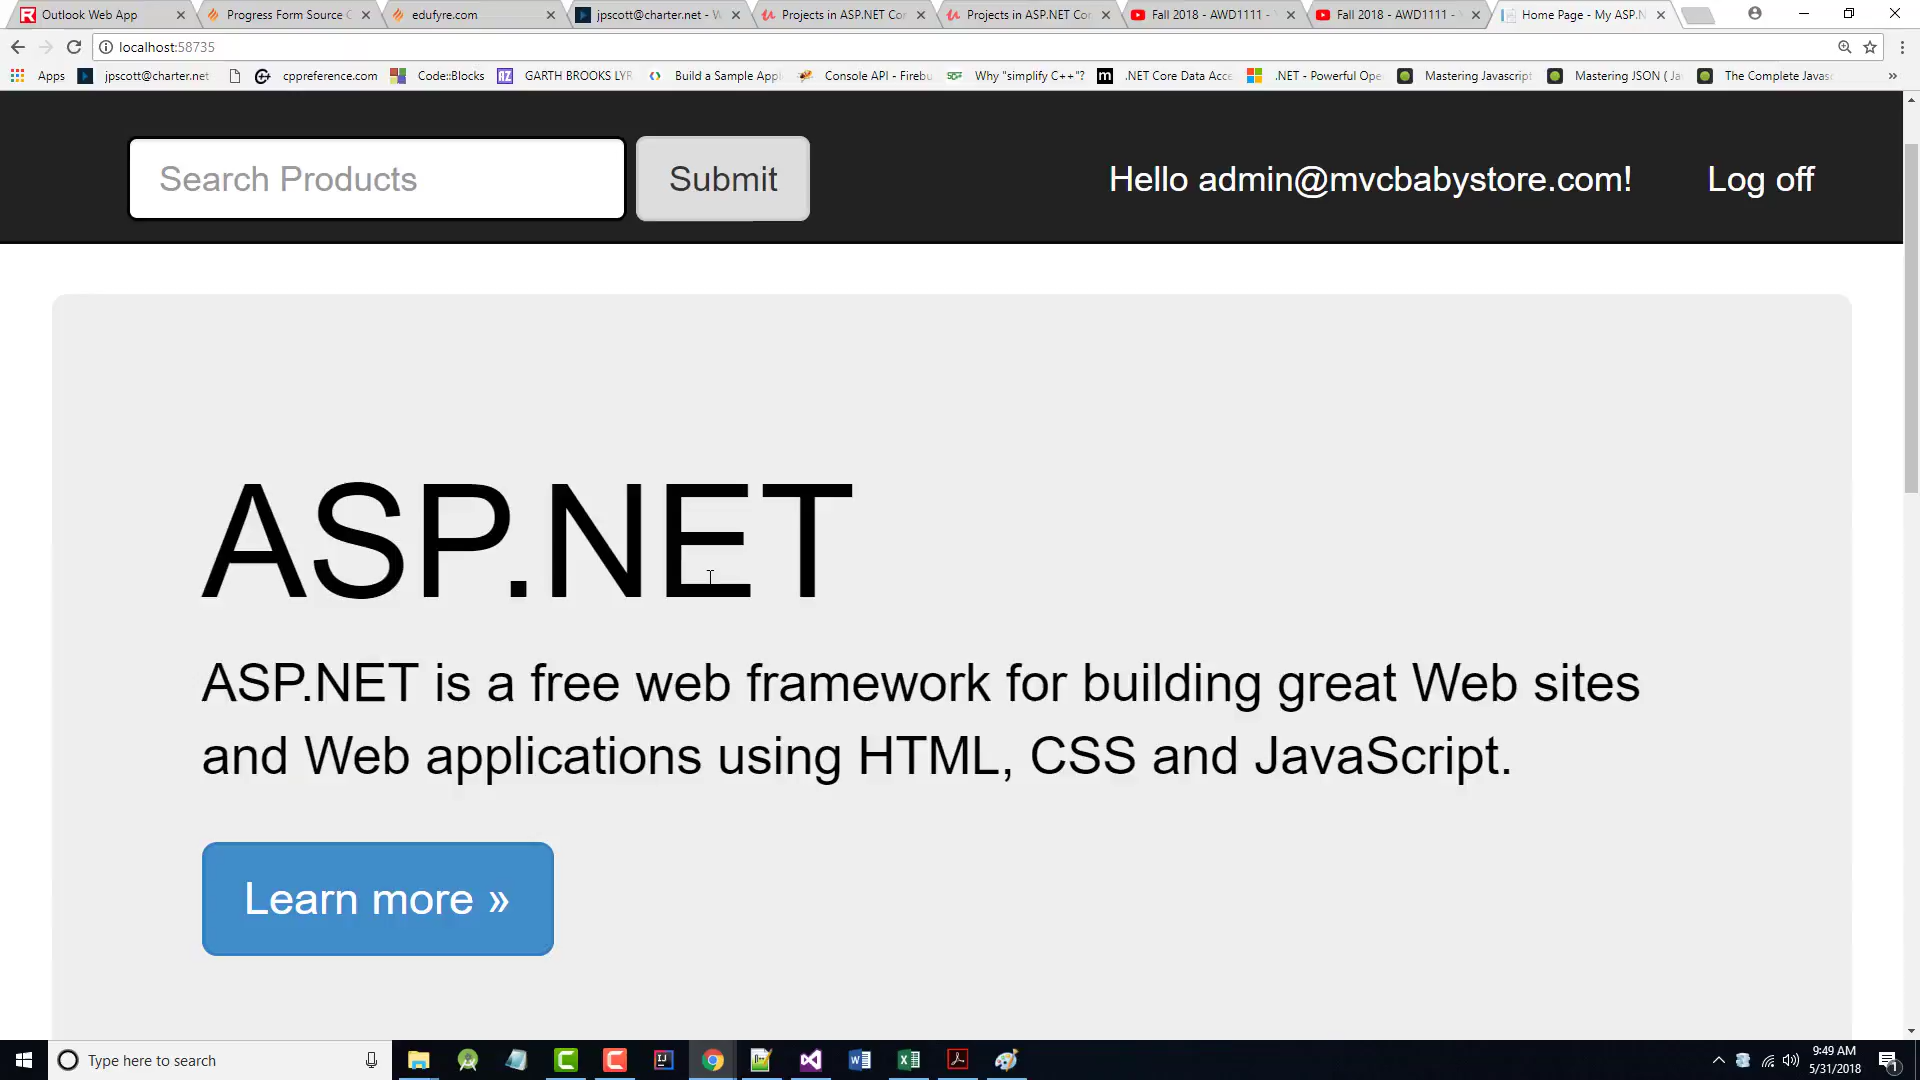 Outlook Web App
Progress Form Source C
edufyre.com
jpscott@charter.net - W
Projects in ASP.NET Cor
Projects in ASP.NET Cor
Fall 2018 - AWD1111 -
Fall 2018 - AWD1111 -
Home Page - My ASP.N
localhost:58735
Apps
jpscott@charter.net
cppreference.com
Code::Blocks
AZ
GARTH BROOKS LYR
Build a Sample Appl
Console API - Firebu
Why "simplify C++"?
m
.NET Core Data Acce
.NET - Powerful Ope
Mastering Javascript
Mastering JSON ( Ja
The Complete Javas
»
Search Products
Submit
Hello admin@mvcbabystore.com!
Log off
ASP.NET
ASP.NET is a free web framework for building great Web sites
and Web applications using HTML, CSS and JavaScript.
Learn more »
Type here to search
9:49 AM
5/31/2018
1